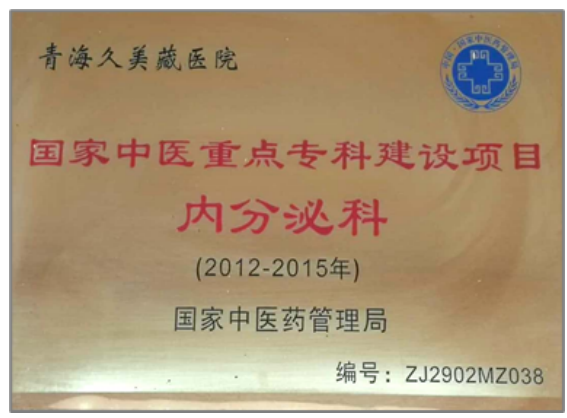 青海久美藏医院
中国·国家中医药管理局
国家中医重点专科建设项目
内分泌科
(2012-2015年)
国家中医药管理局
编号：ZJ2902MZ038